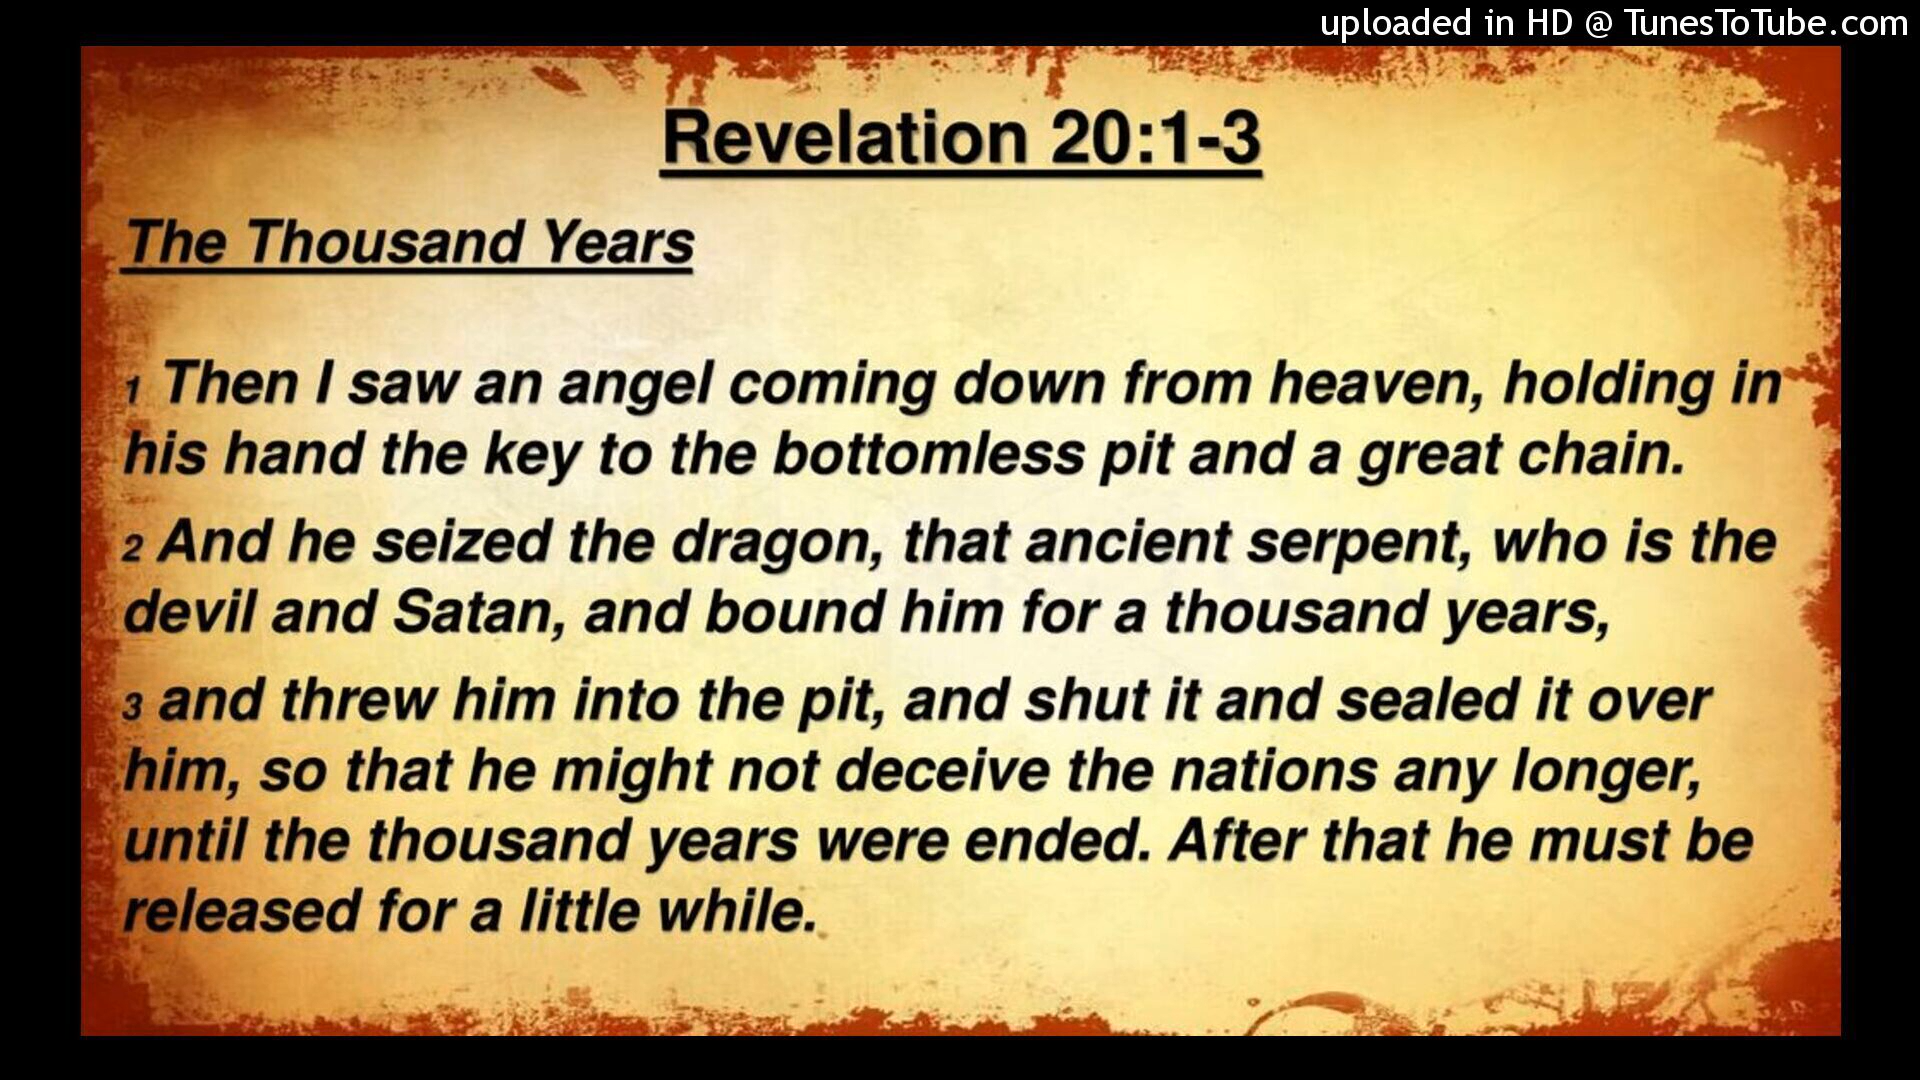 uploaded in HD @ TunesToTube.com
Revelation 20:1-3
The Thousand Years
1 Then I saw an angel coming down from heaven, holding in
his hand the key to the bottomless pit and a great chain.
2 And he seized the dragon, that ancient serpent, who is the
devil and Satan, and bound him for a thousand years,
3 and threw him into the pit, and shut it and sealed it over
him, so that he might not deceive the nations any longer,
until the thousand years were ended. After that he must be
released for a little while.